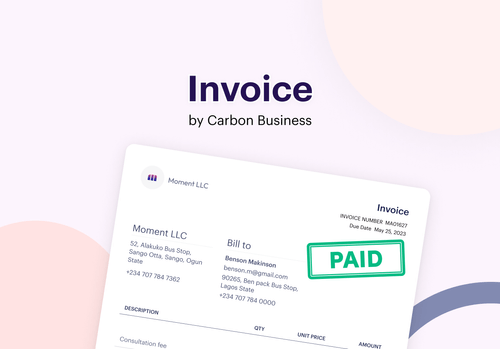 Invoice
by Carbon Business
Moment LLC
Invoice
INVOICE NUMBER MA01627
Due Date May 25, 2023
Moment LLC
52, Alakuko Bus Stop,
Sango Otta, Sango, Ogun
State
+234 707 784 7362
Bill to
Benson Makinson
benson.m@gmail.com
90265, Ben pack Bus Stop,
Lagos State
+234 707 784 0000
PAID
DESCRIPTION
QTY
UNIT PRICE
AMOUNT
Consultation fee